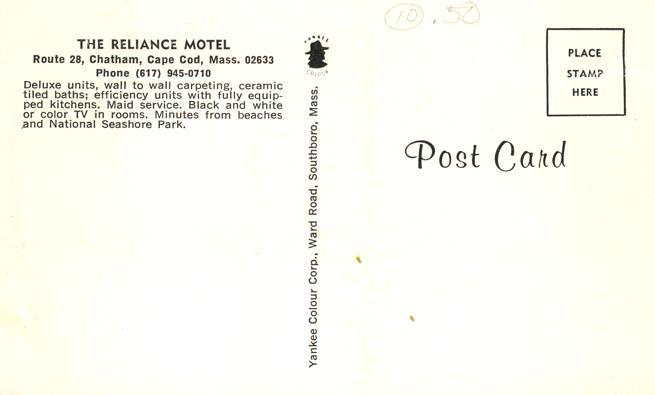 THE RELIANCE MOTEL
Route 28, Chatham, Cape Cod, Mass. 02633
Phone (617) 945-0710
Deluxe units, wall to wall carpeting, ceramic
tiled baths; efficiency units with fully equip-
ped kitchens. Maid service. Black and white
or color TV in rooms. Minutes from beaches
and National Seashore Park.
YANKEE
COLOUR
Yankee Colour Corp., Ward Road, Southboro, Mass.
10 .50
PLACE
STAMP
HERE
Post Card